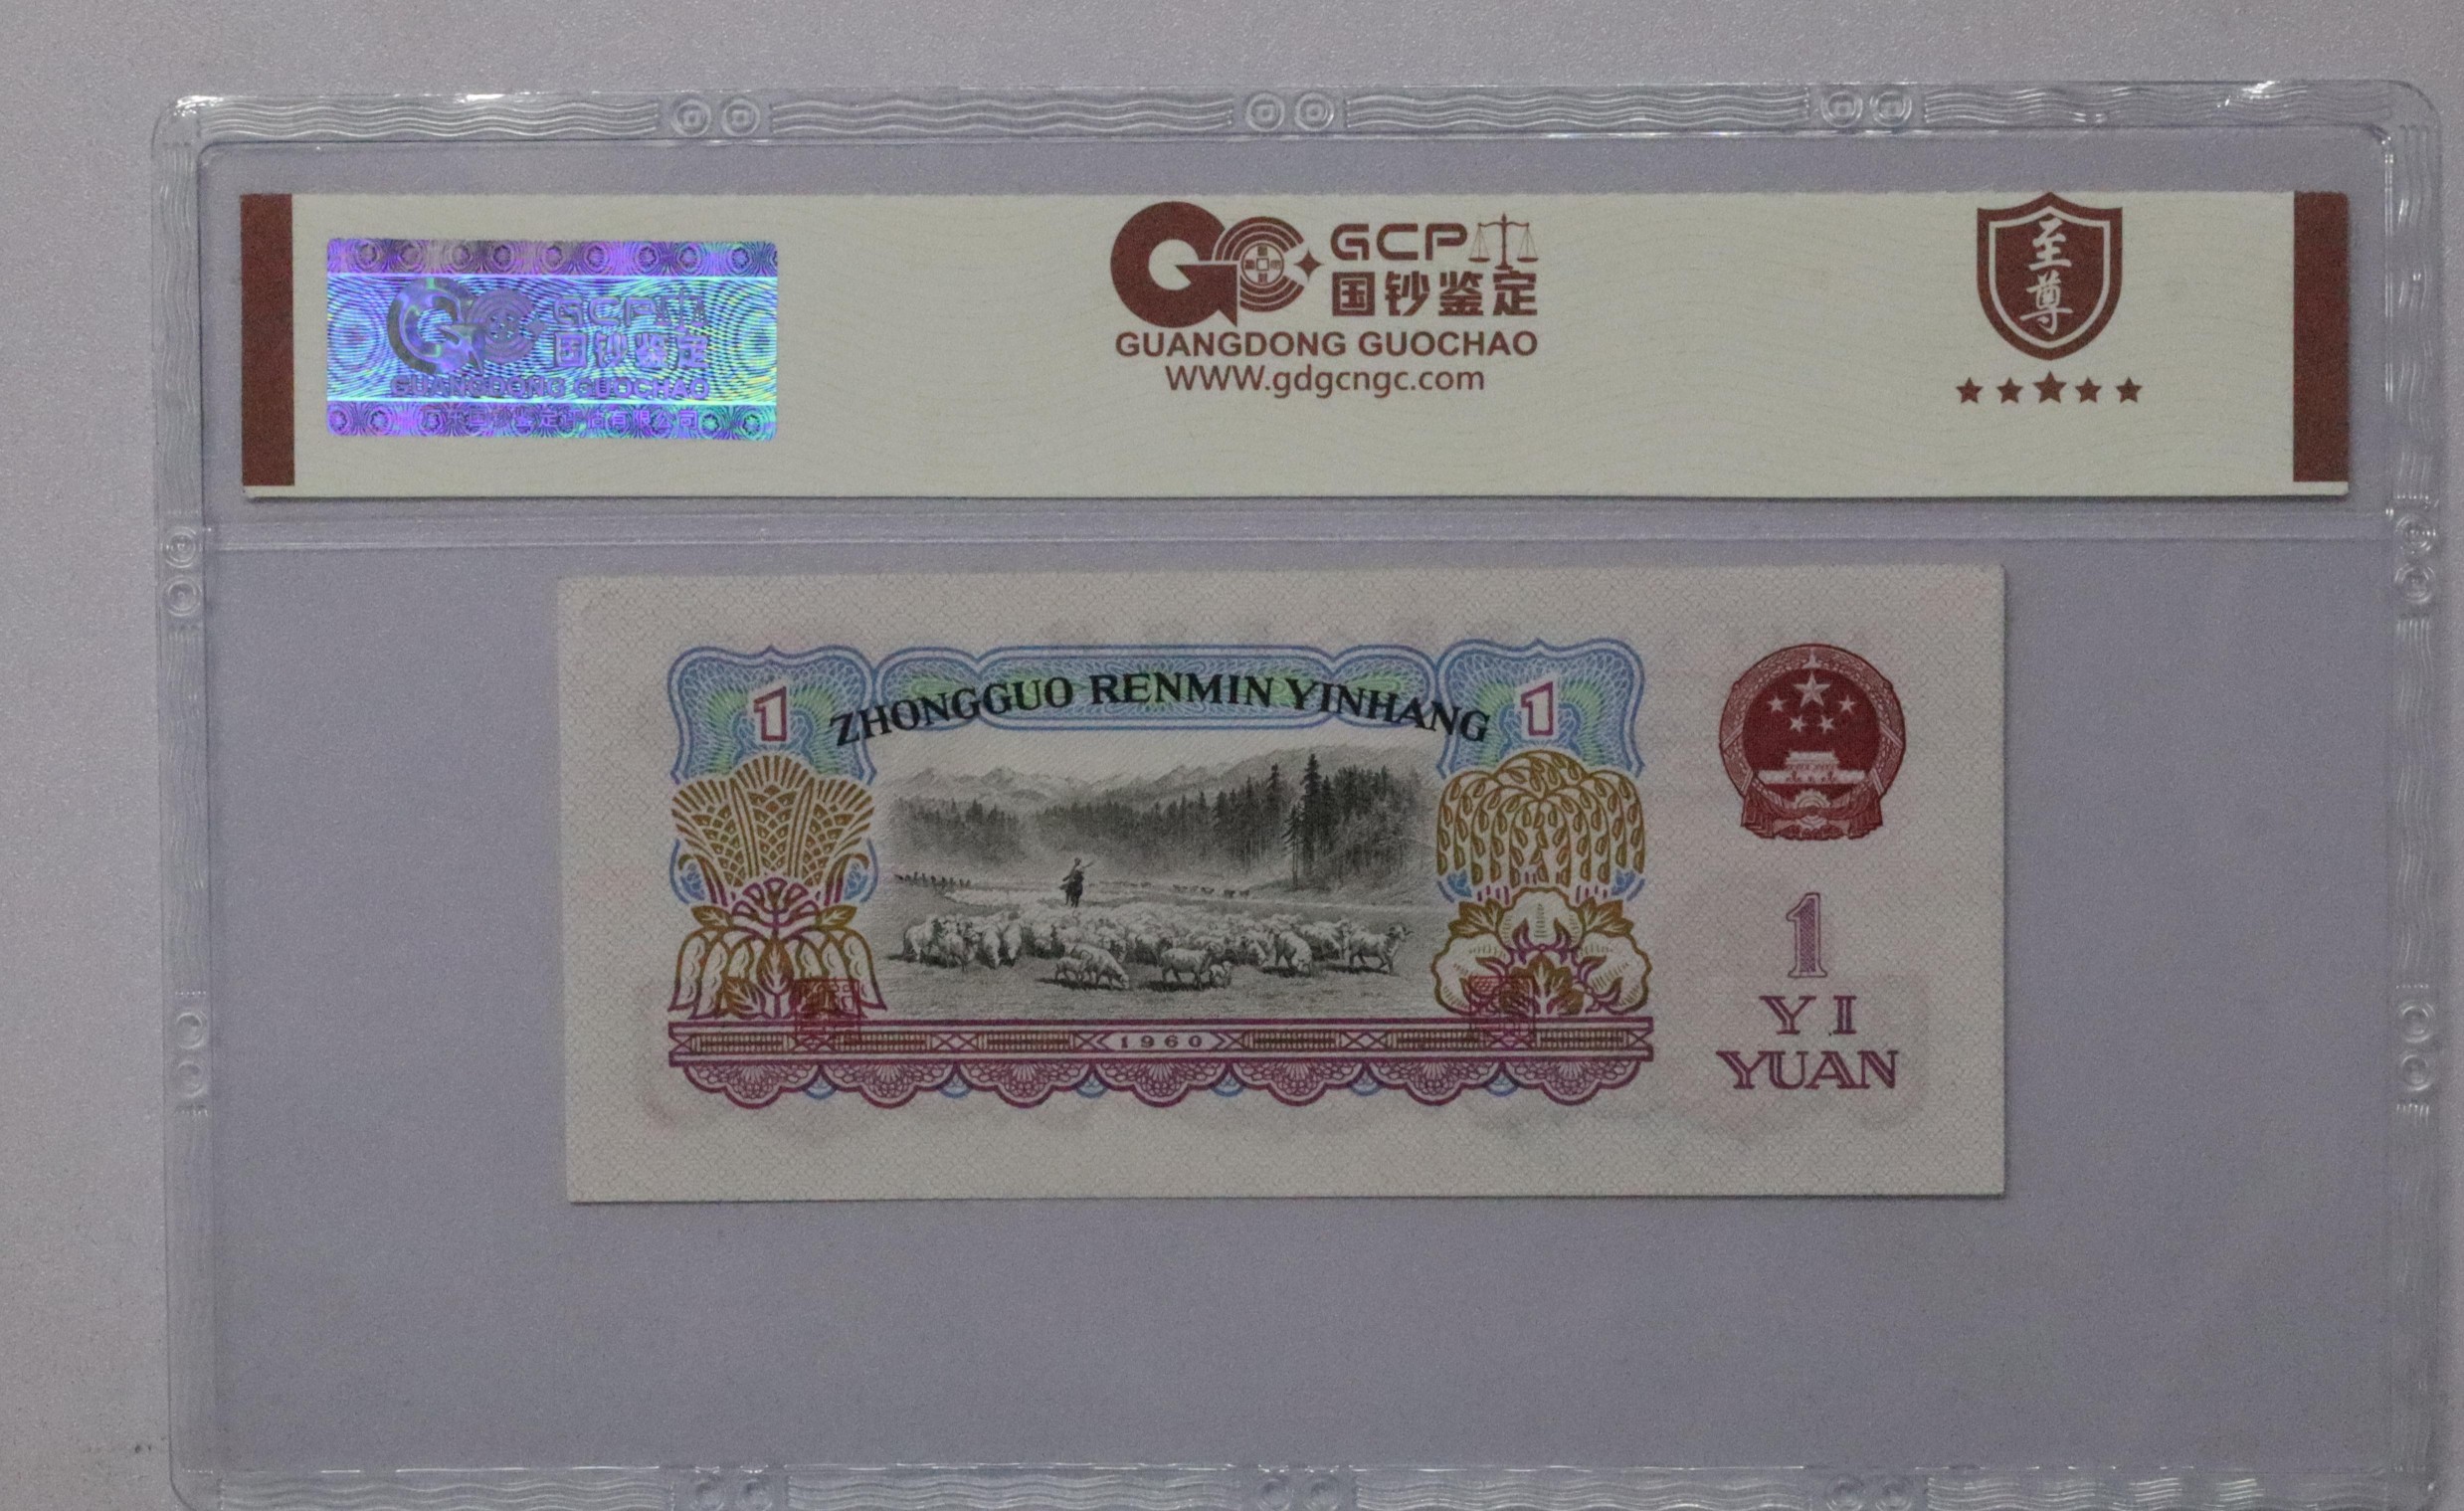 GCP
国钞鉴定
GUANGDONG GUOCHAO
WWW.gdgcngc.com
至尊
GCP
国钞鉴定
GUANGDONG GUOCHAO
1
ZHONGGUO RENMIN YINHANG
1
1960
1
YI
YUAN